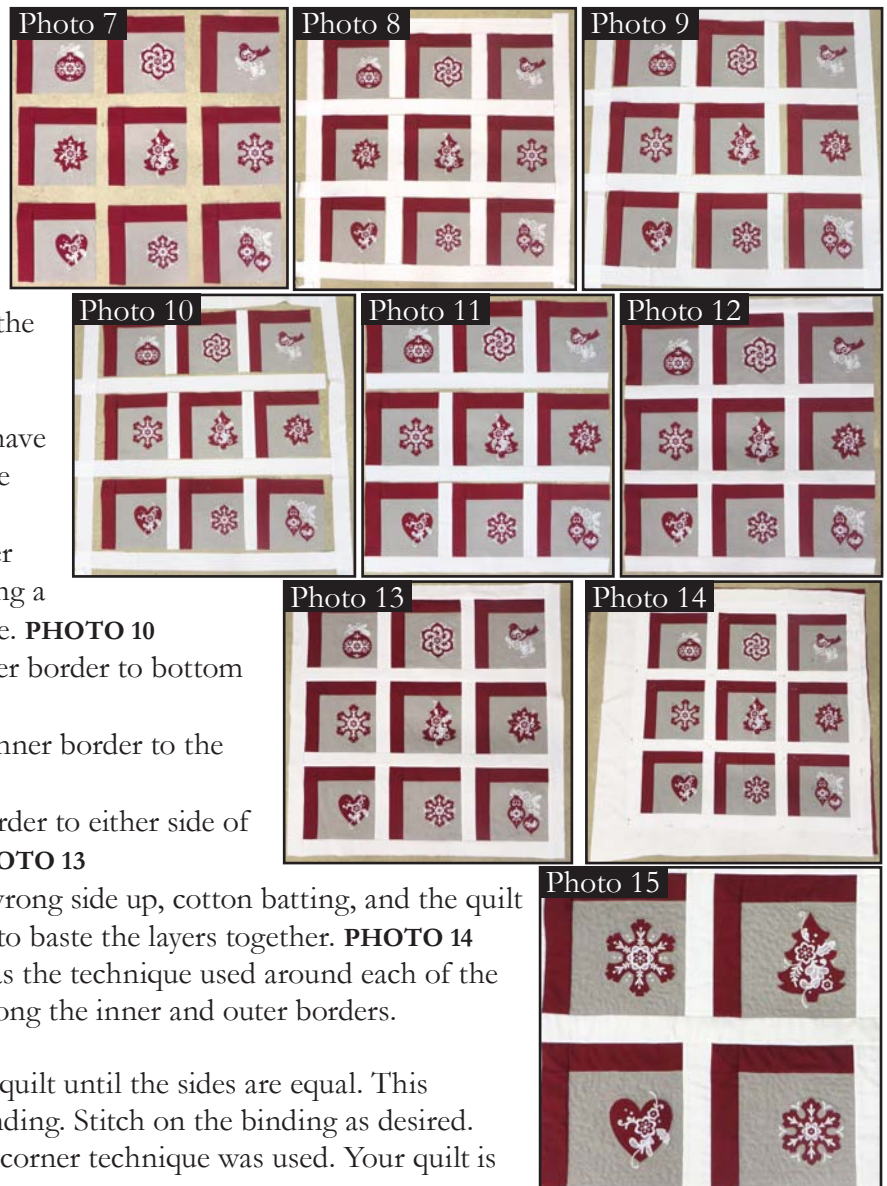 Photo 7
Photo 8
Photo 9
Photo 10
Photo 11
Photo 12
the
have
e
er
ng a
e. PHOTO 10
er border to bottom
nner border to the
rder to either side of
OTO 13
Photo 13
Photo 14
wrong side up, cotton batting, and the quilt
to baste the layers together. PHOTO 14
as the technique used around each of the
ong the inner and outer borders.
quilt until the sides are equal. This
nding. Stitch on the binding as desired.
corner technique was used. Your quilt is
Photo 15